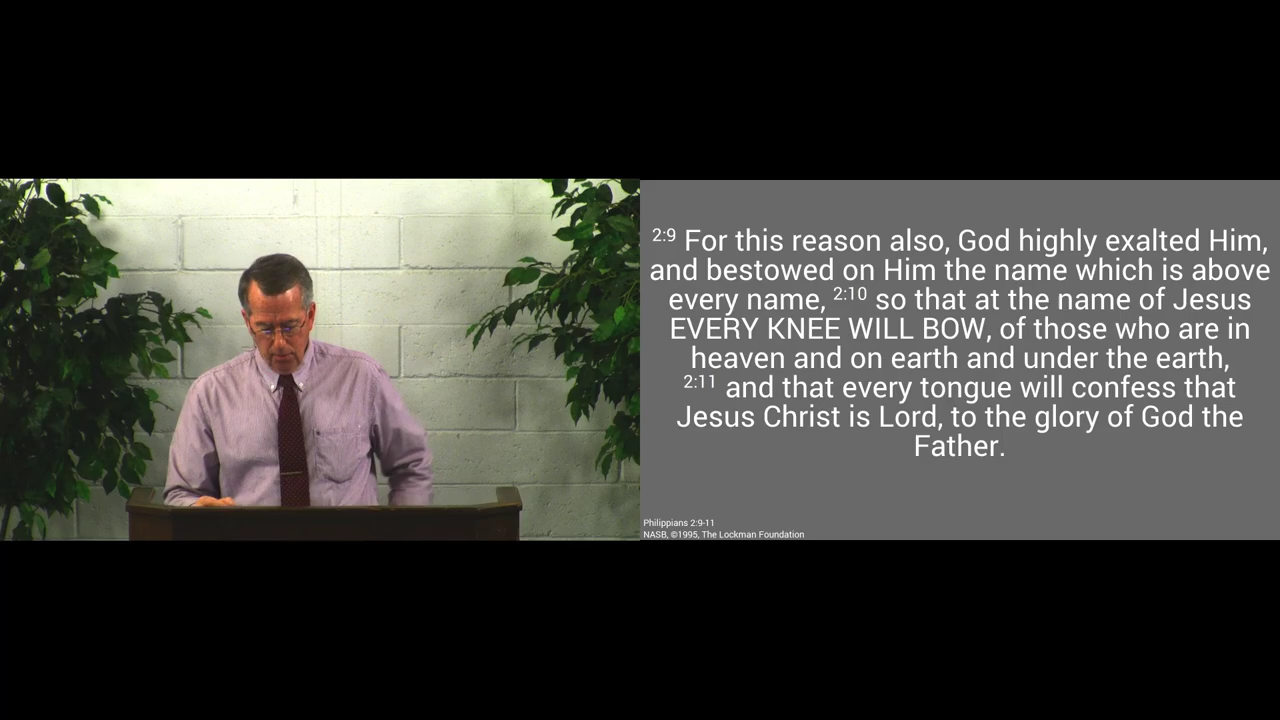 2:9 For this reason also, God highly exalted Him,
and bestowed on Him the name which is above
every name, 2:10 so that at the name of Jesus
EVERY KNEE WILL BOW, of those who are in
heaven and on earth and under the earth,
2:11 and that every tongue will confess that
Jesus Christ is Lord, to the glory of God the
Father.
Philippians 2:9-11
NASB, ©1995, The Lockman Foundation